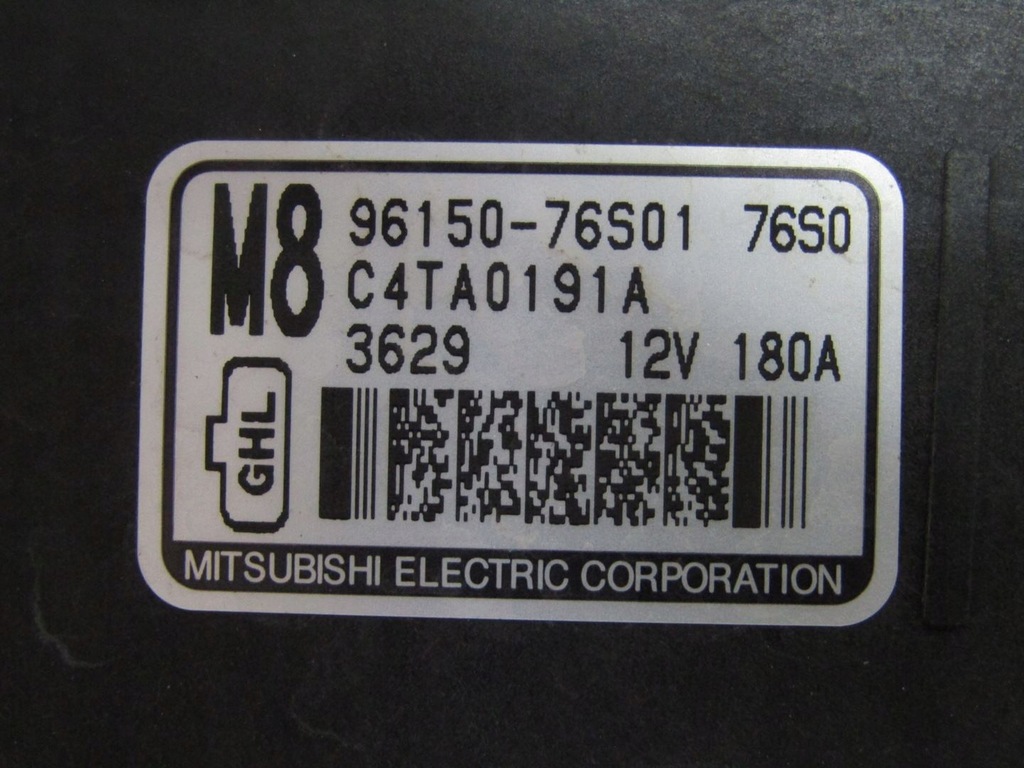 M8 96150-76S01 76S0
C4TA0191A
3629 12V 180A
GHL
MITSUBISHI ELECTRIC CORPORATION